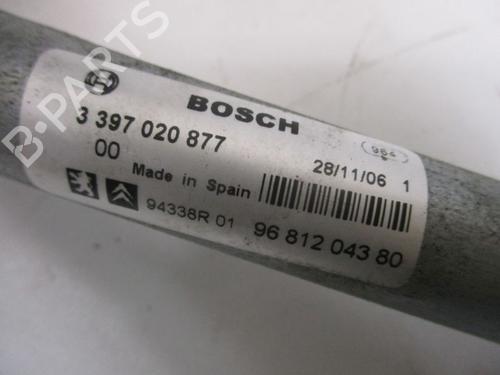 BOSCH
3 397 020 877
984
00
28/11/06 1
Made in Spain
94338R 01
96 812 043 80
B-PARTS